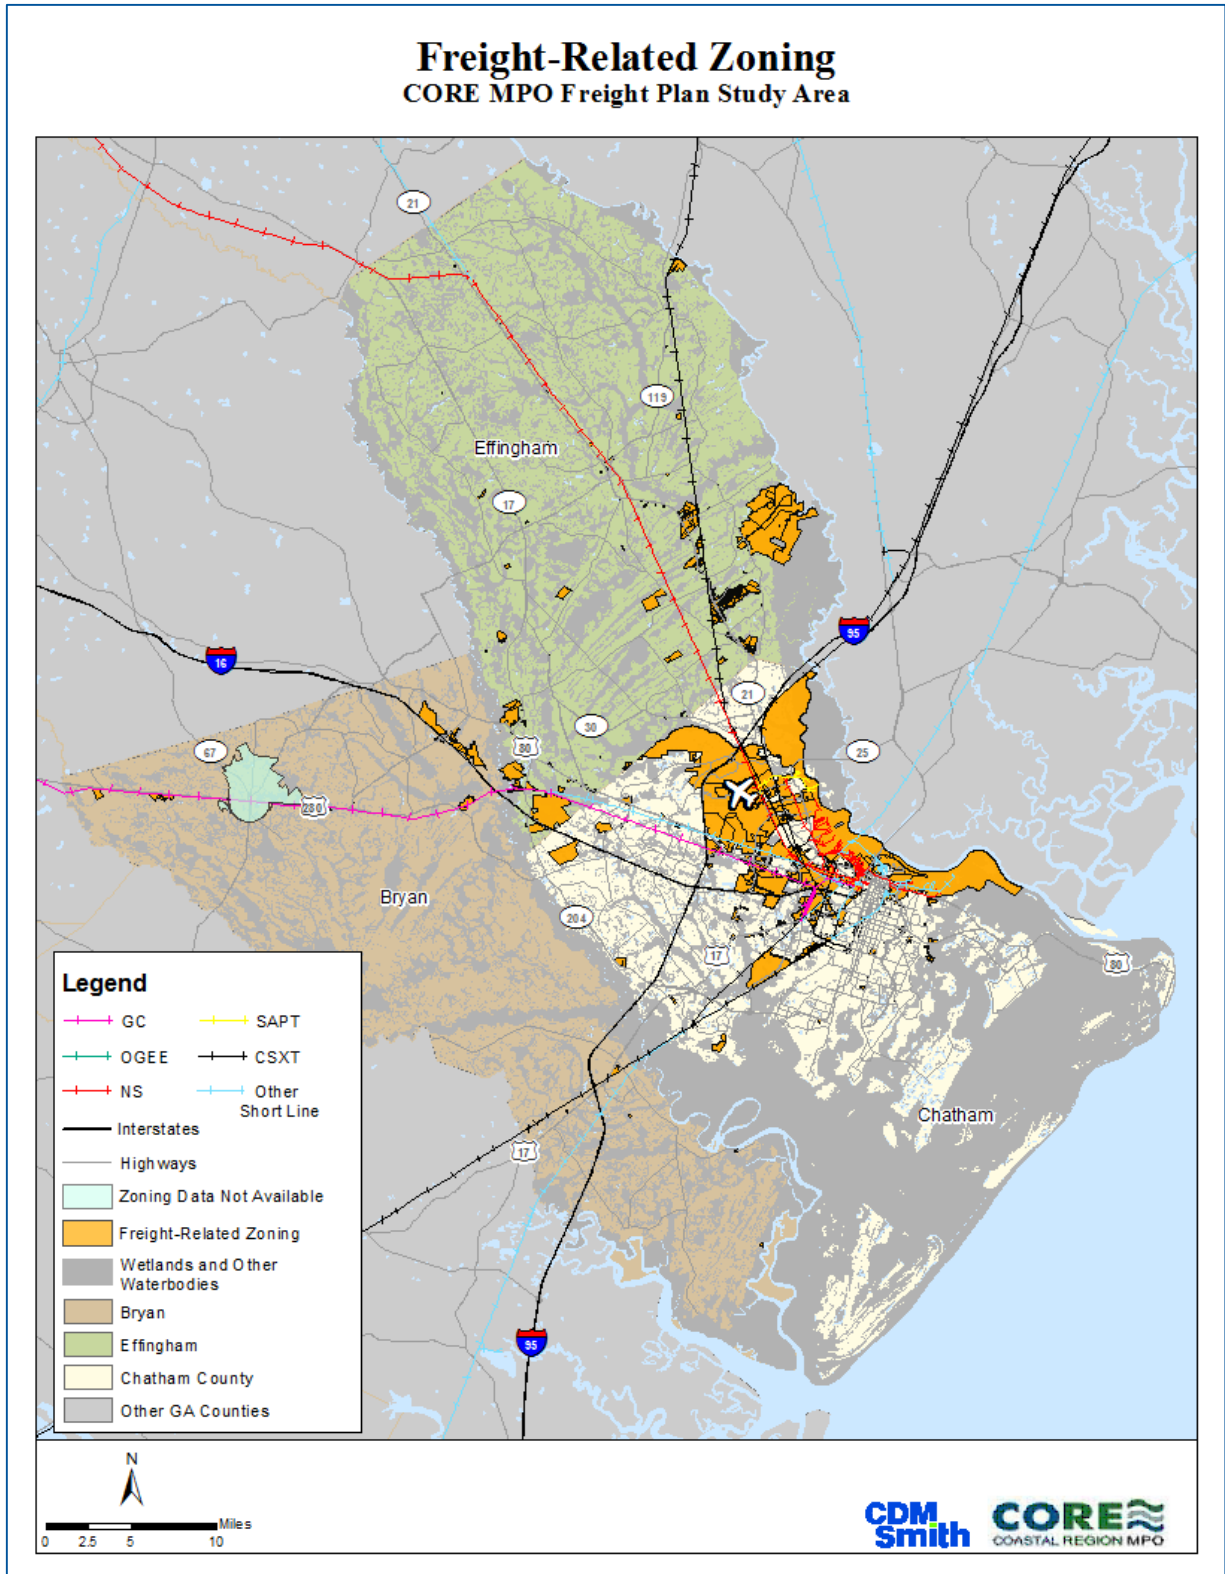 Freight-Related Zoning
CORE MPO Freight Plan Study Area
21
119
Effingham
17
95
16
21
30
80
67
25
280
Bryan
204
17
80
Chatham
17
95
Legend
GC
SAPT
OGEE
CSXT
NS
Other
Short Line
Interstates
Highways
Zoning Data Not Available
Freight-Related Zoning
Wetlands and Other
Waterbodies
Bryan
Effingham
Chatham County
Other GA Counties
N
Miles
0 2.5 5 10
CDM
Smith
CORE
COASTAL REGION MPO